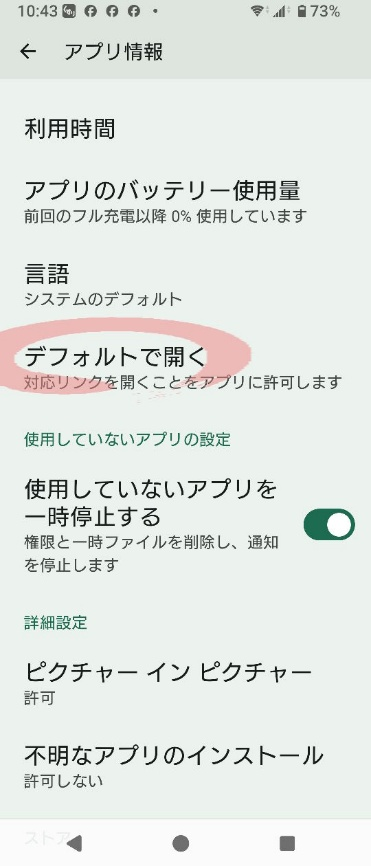 10:43 73%
アプリ情報
利用時間
アプリのバッテリー使用量
前回のフル充電以降 0% 使用しています
言語
システムのデフォルト
デフォルトで開く
対応リンクを開くことをアプリに許可します
使用していないアプリの設定
使用していないアプリを
一時停止する
権限と一時ファイルを削除し、通知
を停止します
詳細設定
ピクチャー イン ピクチャー
許可
不明なアプリのインストール
許可しない
ストア